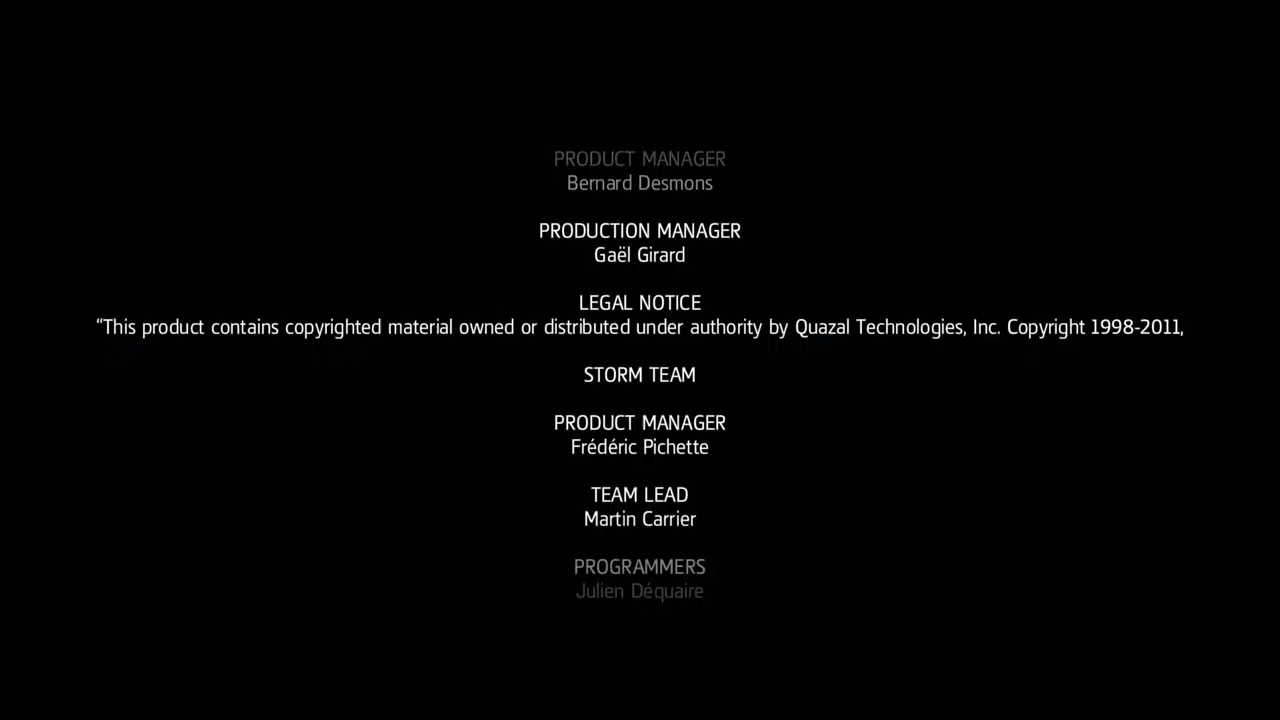 PRODUCT MANAGER
Bernard Desmons
PRODUCTION MANAGER
Gaël Girard
LEGAL NOTICE
“This product contains copyrighted material owned or distributed under authority by Quazal Technologies, Inc. Copyright 1998-2011,
STORM TEAM
PRODUCT MANAGER
Frédéric Pichette
TEAM LEAD
Martin Carrier
PROGRAMMERS
Julien Déquaire